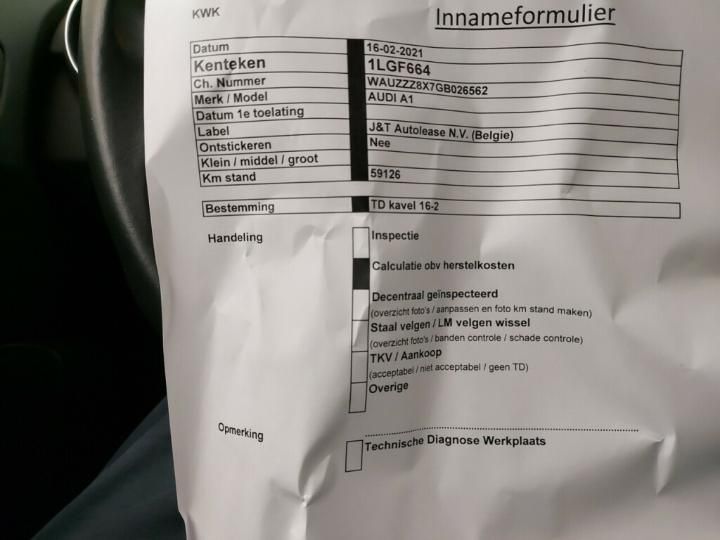 KWK
Innameformulier
Datum 16-02-2021
Kenteken 1LGF664
Ch. Nummer WAUZZZ8X7GB026562
Merk / Model AUDI A1
Datum 1e toelating
Label J&T Autolease N.V. (Belgie)
Ontstickeren Nee
Klein / middel / groot
Km stand 59126
Bestemming TD kavel 16-2
Handeling Inspectie
Calculatie obv herstelkosten
Decentraal geïnspecteerd
(overzicht foto's / aanpassen en foto km stand maken)
Staal velgen / LM velgen wissel
(overzicht foto's / banden controle / schade controle)
TKV / Aankoop
(acceptabel / niet acceptabel / geen TD)
Overige
Opmerking
Technische Diagnose Werkplaats